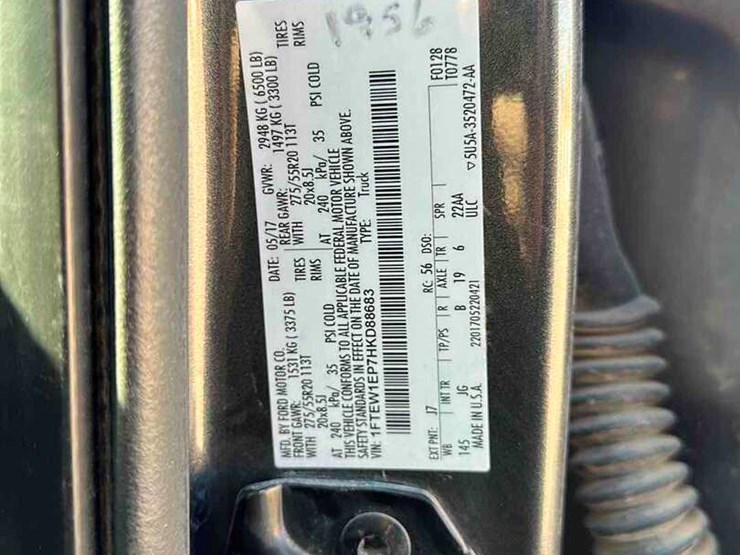 MFD. BY FORD MOTOR CO.
DATE: 05/17 GVWR: 2948 KG ( 6500 LB)
FRONT GAWR: 1531 KG ( 3375 LB) REAR GAWR: 1497 KG ( 3300 LB)
WITH 275/55R20 113T TIRES WITH 275/55R20 113T TIRES
20x8.5J RIMS 20x8.5J RIMS
AT 240 kPa/ 35 PSI COLD AT 240 kPa/ 35 PSI COLD
THIS VEHICLE CONFORMS TO ALL APPLICABLE FEDERAL MOTOR VEHICLE
SAFETY STANDARDS IN EFFECT ON THE DATE OF MANUFACTURE SHOWN ABOVE.
VIN: 1FTEW1EP7HKD88683 TYPE: Truck
F0128
T0778
EXT PNT: J7 RC: 56 DSO:
WB INT TR TP/PS R AXLE TR SPR
145 JG B 19 6 22AA
MADE IN U.S.A. 2201705220421 ULC
▽5U5A-3520472-AA